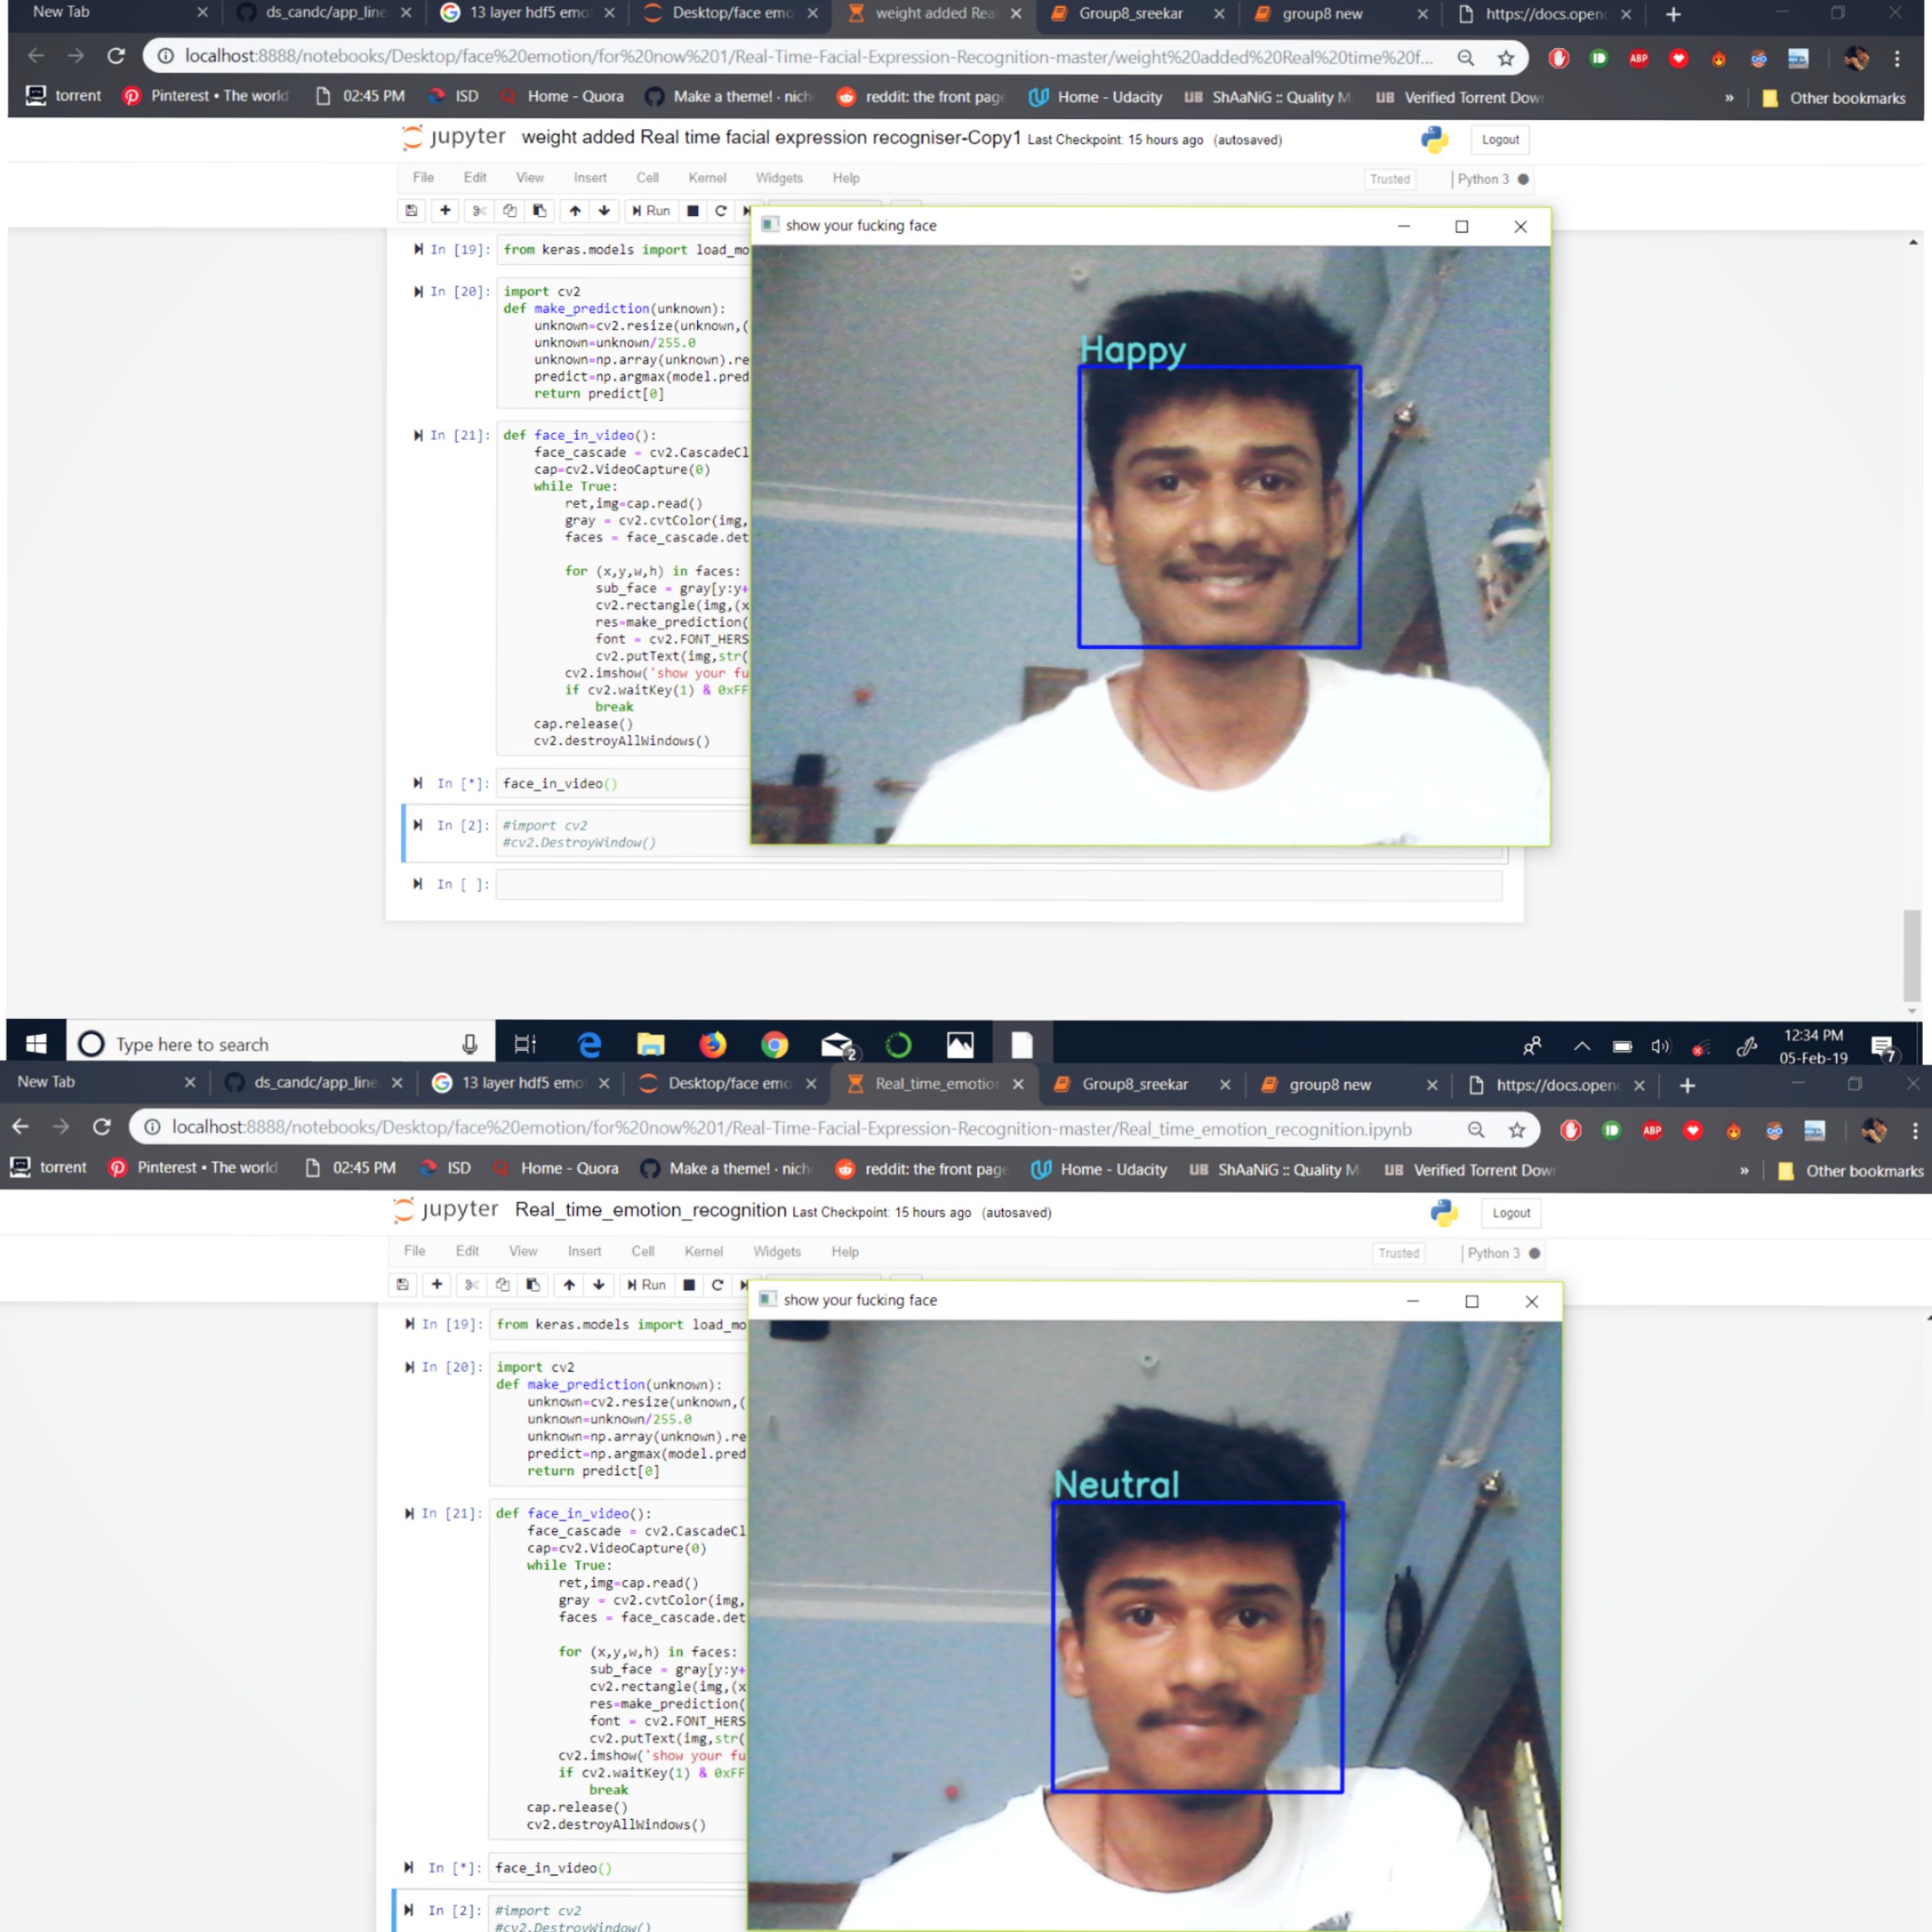 New Tab
ds_candc/app_line
13 layer hdf5 emo
Desktop/face emo
weight added Rea
Group8_sreekar
group8 new
https://docs.openc
localhost:8888/notebooks/Desktop/face%20emotion/for%20now%201/Real-Time-Facial-Expression-Recognition-master/weight%20added%20Real%20time%20f...
ABP
torrent
Pinterest • The world
02:45 PM
ISD
Home - Quora
Make a theme! · nich
reddit: the front page
Home - Udacity
UB ShAaNiG :: Quality M
UB Verified Torrent Dow
»
Other bookmarks
jupyter weight added Real time facial expression recogniser-Copy1 Last Checkpoint: 15 hours ago (autosaved)
Logout
File Edit View Insert Cell Kernel Widgets Help
Trusted
Python 3
Run
show your fucking face
In [19]: from keras.models import load_mo
In [20]: import cv2
def make_prediction(unknown):
unknown=cv2.resize(unknown,(
unknown=unknown/255.0
unknown=np.array(unknown).re
predict=np.argmax(model.pred
return predict[0]
In [21]: def face_in_video():
face_cascade = cv2.CascadeCl
cap=cv2.VideoCapture(0)
while True:
ret,img=cap.read()
gray = cv2.cvtColor(img,
faces = face_cascade.det
for (x,y,w,h) in faces:
sub_face = gray[y:y+
cv2.rectangle(img,(x
res=make_prediction(
font = cv2.FONT_HERS
cv2.putText(img,str(
cv2.imshow('show your fu
if cv2.waitKey(1) & 0xFF
break
cap.release()
cv2.destroyAllWindows()
In [*]: face_in_video()
In [2]: #import cv2
#cv2.DestroyWindow()
In [ ]:
Happy
Type here to search
2
12:34 PM
05-Feb-19
7
New Tab
ds_candc/app_line
13 layer hdf5 emo
Desktop/face emo
Real_time_emotion
Group8_sreekar
group8 new
https://docs.openc
localhost:8888/notebooks/Desktop/face%20emotion/for%20now%201/Real-Time-Facial-Expression-Recognition-master/Real_time_emotion_recognition.ipynb
ABP
torrent
Pinterest • The world
02:45 PM
ISD
Home - Quora
Make a theme! · nich
reddit: the front page
Home - Udacity
UB ShAaNiG :: Quality M
UB Verified Torrent Dow
»
Other bookmarks
jupyter Real_time_emotion_recognition Last Checkpoint: 15 hours ago (autosaved)
Logout
File Edit View Insert Cell Kernel Widgets Help
Trusted
Python 3
Run
show your fucking face
In [19]: from keras.models import load_mo
In [20]: import cv2
def make_prediction(unknown):
unknown=cv2.resize(unknown,(
unknown=unknown/255.0
unknown=np.array(unknown).re
predict=np.argmax(model.pred
return predict[0]
In [21]: def face_in_video():
face_cascade = cv2.CascadeCl
cap=cv2.VideoCapture(0)
while True:
ret,img=cap.read()
gray = cv2.cvtColor(img,
faces = face_cascade.det
for (x,y,w,h) in faces:
sub_face = gray[y:y+
cv2.rectangle(img,(x
res=make_prediction(
font = cv2.FONT_HERS
cv2.putText(img,str(
cv2.imshow('show your fu
if cv2.waitKey(1) & 0xFF
break
cap.release()
cv2.destroyAllWindows()
In [*]: face_in_video()
In [2]: #import cv2
#cv2.DestroyWindow()
Neutral